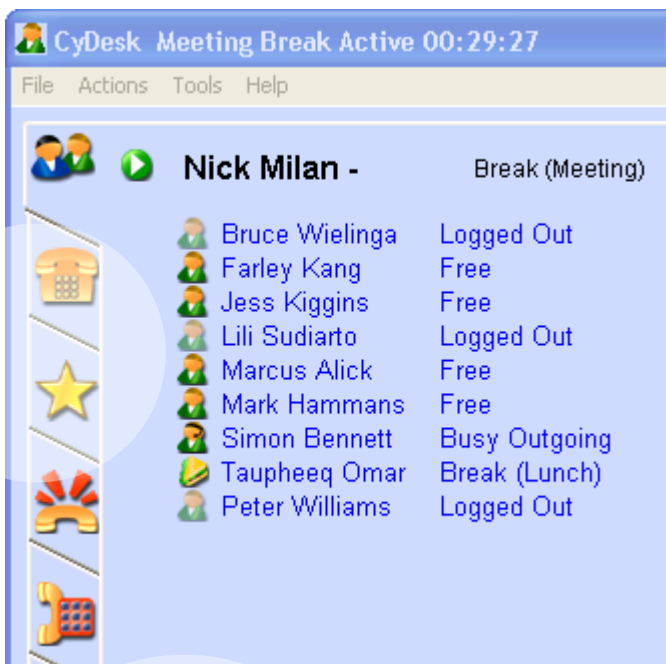 CyDesk Meeting Break Active 00:29:27
File Actions Tools Help
Nick Milan - Break (Meeting)
Bruce Wielinga Logged Out
Farley Kang Free
Jess Kiggins Free
Lili Sudiarto Logged Out
Marcus Alick Free
Mark Hammans Free
Simon Bennett Busy Outgoing
Taupheeq Omar Break (Lunch)
Peter Williams Logged Out